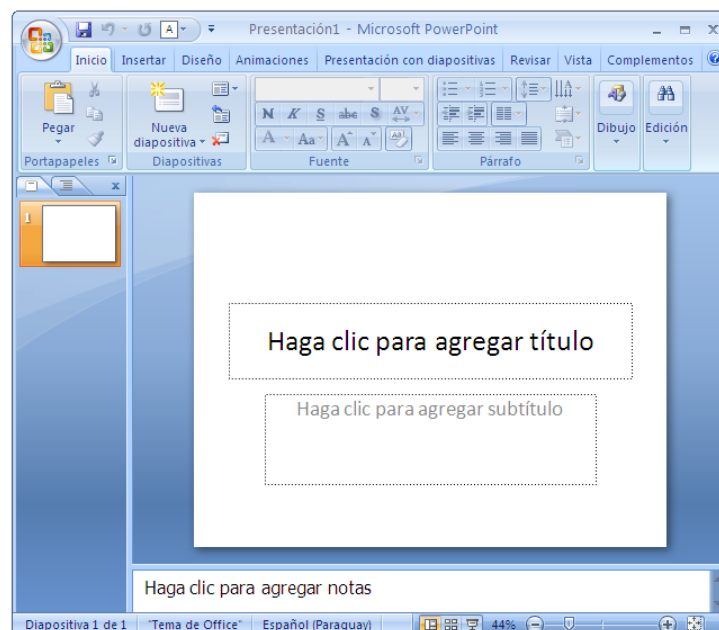 Presentación1 - Microsoft PowerPoint
Inicio Insertar Diseño Animaciones Presentación con diapositivas Revisar Vista Complementos
Pegar
Nueva diapositiva
N K S abc S AV
A Aa A A
Dibujo Edición
Portapapeles Diapositivas Fuente Párrafo
1
Haga clic para agregar título
Haga clic para agregar subtítulo
Haga clic para agregar notas
Diapositiva 1 de 1 "Tema de Office" Español (Paraguay) 44%